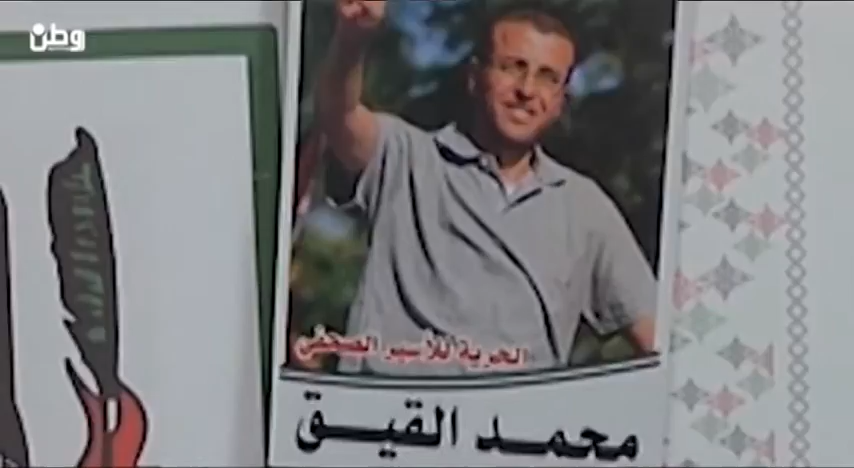 وطن
الحرية للأسير الصحفي
محمد القيق